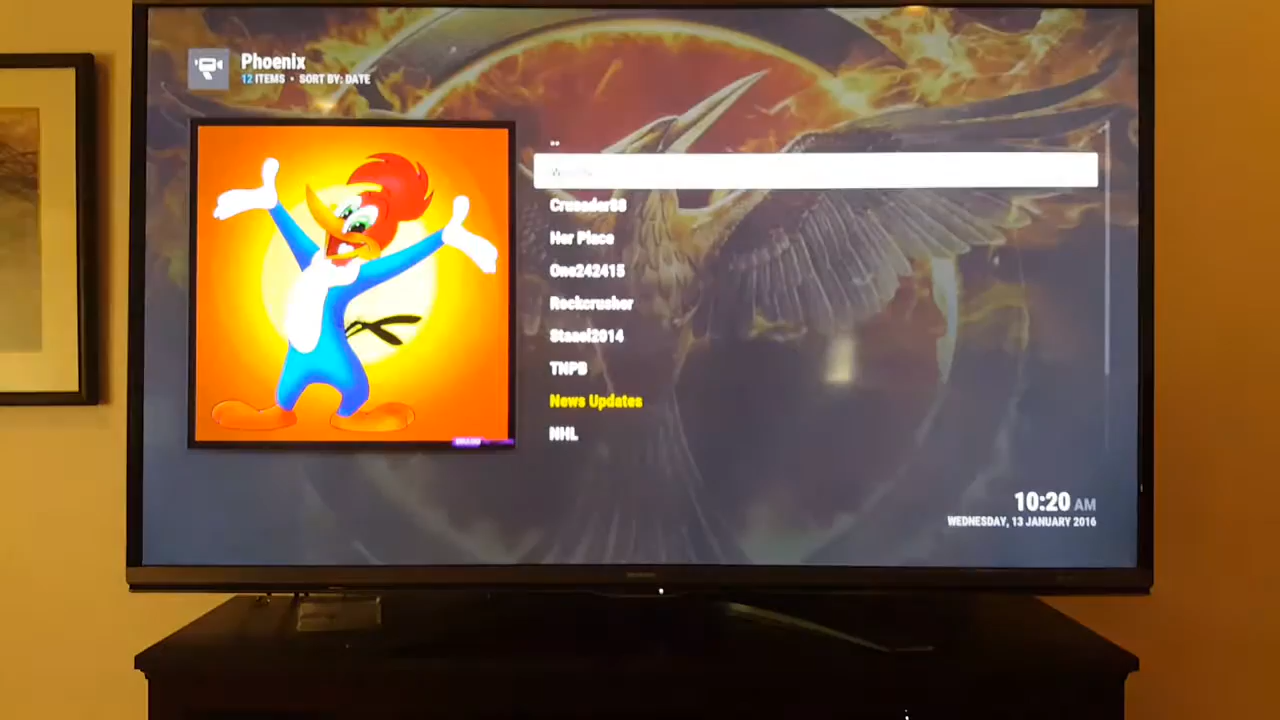 Phoenix
12 ITEMS • SORT BY: DATE
..
Crusader88
Her Place
One242415
Rockcrusher
Stael2014
TNPB
News Updates
NHL
10:20 AM
WEDNESDAY, 13 JANUARY 2016